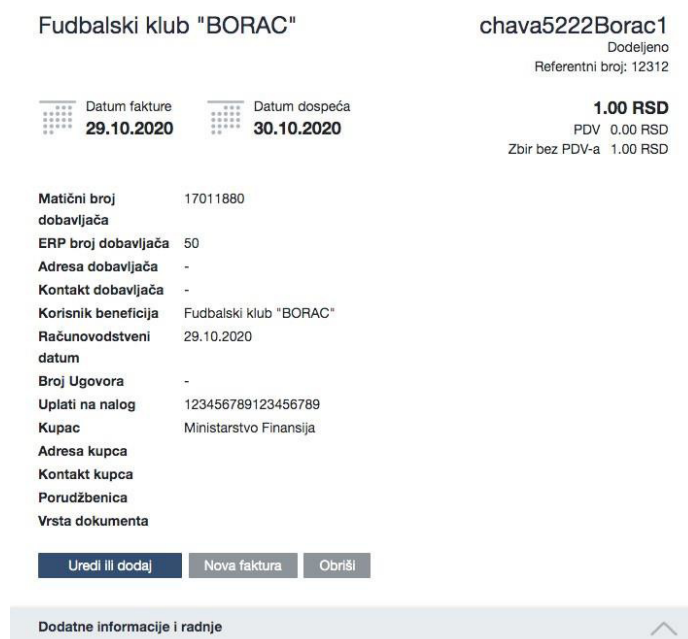 Fudbalski klub "BORAC"
chava5222Borac1
Dodeljeno
Referentni broj: 12312
Datum fakture
29.10.2020
Datum dospeća
30.10.2020
1.00 RSD
PDV 0.00 RSD
Zbir bez PDV-a 1.00 RSD
Matični broj
dobavljača
17011880
ERP broj dobavljača 50
Adresa dobavljača -
Kontakt dobavljača -
Korisnik beneficija Fudbalski klub "BORAC"
Računovodstveni
datum
29.10.2020
Broj Ugovora -
Uplati na nalog 123456789123456789
Kupac Ministarstvo Finansija
Adresa kupca
Kontakt kupca
Porudžbenica
Vrsta dokumenta
Uredi ili dodaj Nova faktura Obriši
Dodatne informacije i radnje